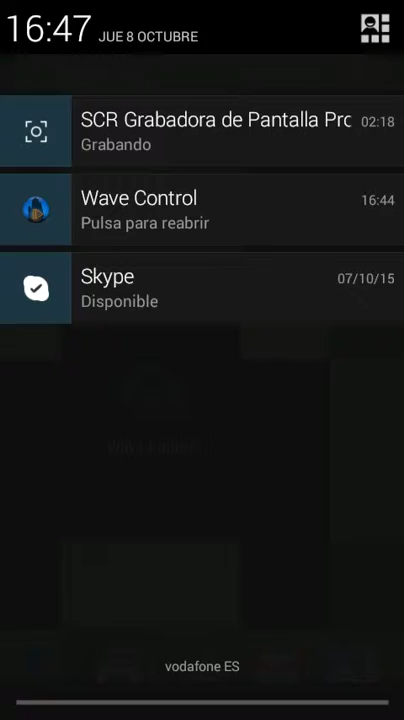 16:47 JUE 8 OCTUBRE
SCR Grabadora de Pantalla Pro 02:18
Grabando
Wave Control 16:44
Pulsa para reabrir
Skype 07/10/15
Disponible
vodafone ES